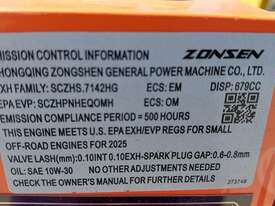 MISSION CONTROL INFORMATION ZONSEN
HONGQING ZONGSHEN GENERAL POWER MACHINE CO., LTD.
XH FAMILY: SCZHS.7142HG ECS: EM DISP: 679CC
EPA EVP: SCZHPNHEQOMH ECS: OM
EMISSION COMPLIANCE PERIOD = 500 HOURS
THIS ENGINE MEETS U.S. EPA EXH/EVP REGS FOR SMALL
OFF-ROAD ENGINES FOR 2025
VALVE LASH(mm):0.10INT 0.10EXH-SPARK PLUG GAP:0.6-0.8mm
OIL: SAE 10W-30 NO OTHER ADJUSTMENTS NEEDED
CHECK THE OWNER'S MANUAL FOR FURTHER DETAILS